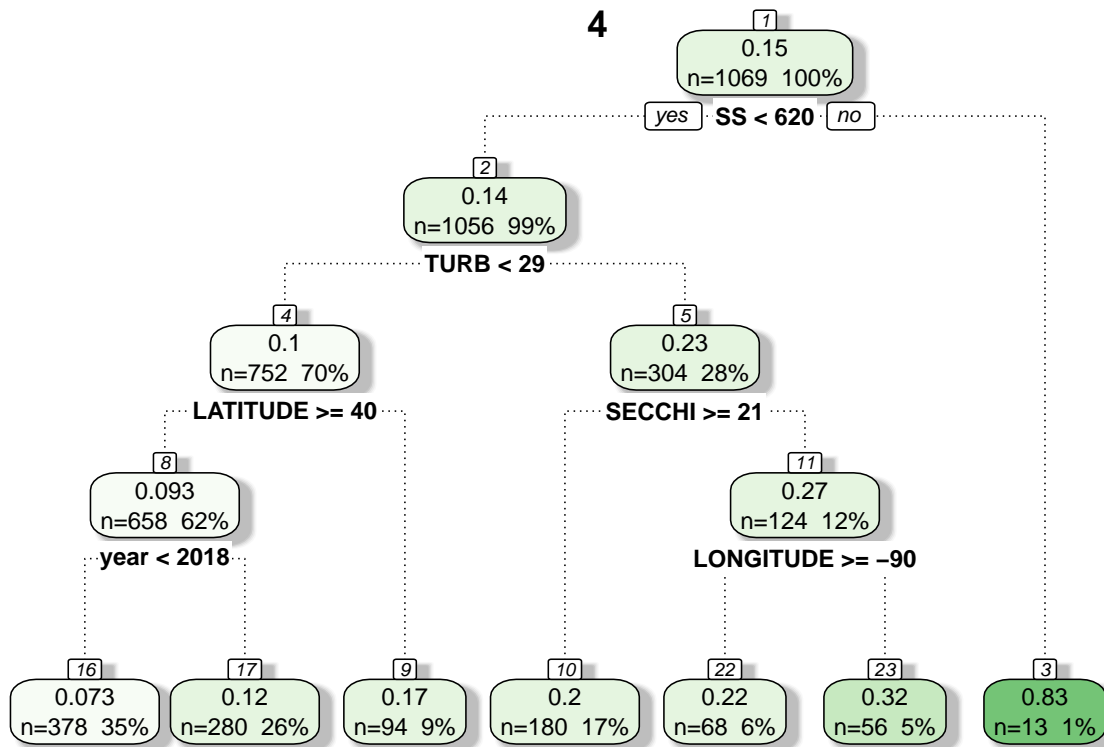 4
1
0.15
n=1069 100%
yes SS < 620 no
2
0.14
n=1056 99%
TURB < 29
4 5
0.1 0.23
n=752 70% n=304 28%
LATITUDE >= 40 SECCHI >= 21
8 11
0.093 0.27
n=658 62% n=124 12%
year < 2018 LONGITUDE >= −90
16 17 9 10 22 23 3
0.073 0.12 0.17 0.2 0.22 0.32 0.83
n=378 35% n=280 26% n=94 9% n=180 17% n=68 6% n=56 5% n=13 1%